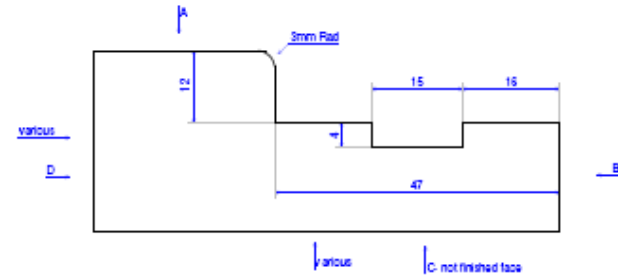 A
3mm Rad
12
15
16
various
4
D
B
47
various
C- not finished face